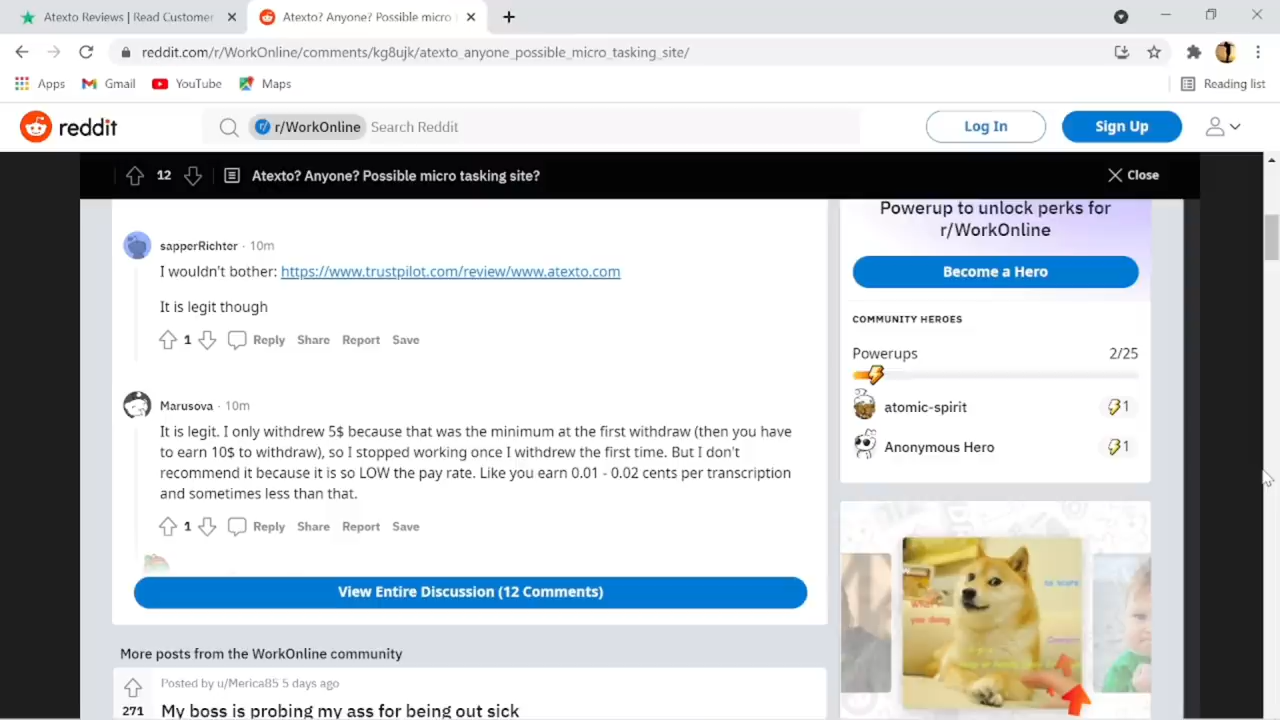 Atexto Reviews | Read Customer
Atexto? Anyone? Possible micro
reddit.com/r/WorkOnline/comments/kg8ujk/atexto_anyone_possible_micro_tasking_site/
Apps
Gmail
YouTube
Maps
Reading list
reddit
r/WorkOnline
Search Reddit
Log In
Sign Up
12
Atexto? Anyone? Possible micro tasking site?
Close
sapperRichter · 10m
I wouldn't bother: https://www.trustpilot.com/review/www.atexto.com
It is legit though
1 Reply Share Report Save
Marusova · 10m
It is legit. I only withdrew 5$ because that was the minimum at the first withdraw (then you have
to earn 10$ to withdraw), so I stopped working once I withdrew the first time. But I don't
recommend it because it is so LOW the pay rate. Like you earn 0.01 - 0.02 cents per transcription
and sometimes less than that.
1 Reply Share Report Save
View Entire Discussion (12 Comments)
More posts from the WorkOnline community
Posted by u/Merica85 5 days ago
271
My boss is probing my ass for being out sick
Powerup to unlock perks for
r/WorkOnline
Become a Hero
COMMUNITY HEROES
Powerups 2/25
atomic-spirit 1
Anonymous Hero 1